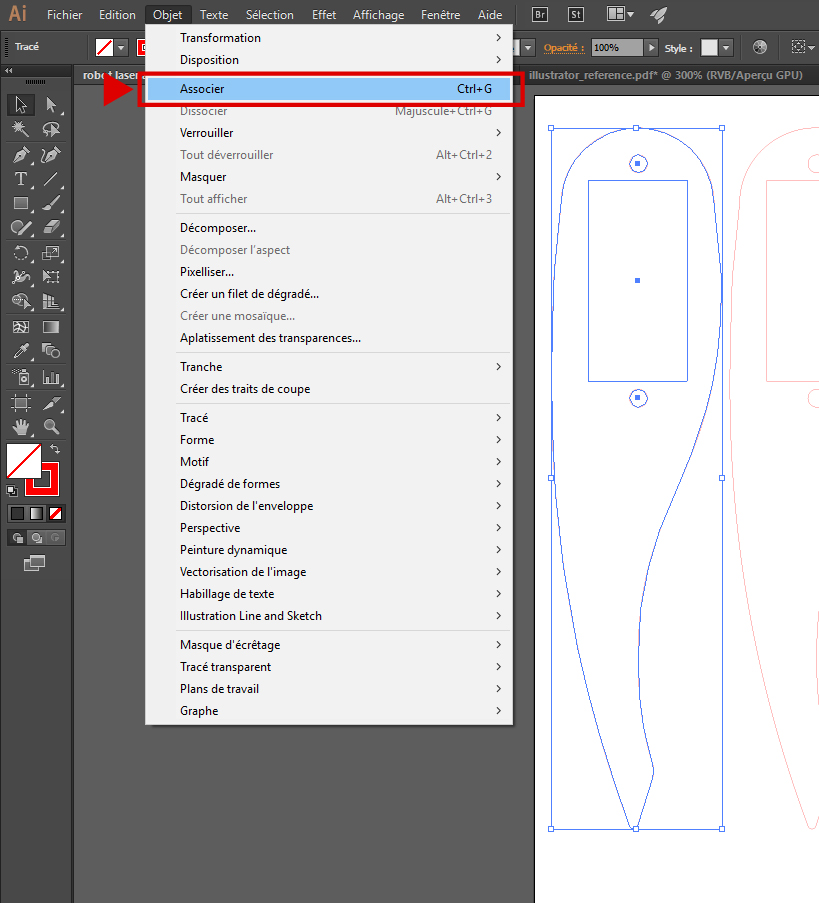 Ai Fichier Edition Objet Texte Sélection Effet Affichage Fenêtre Aide Br St
Tracé Opacité : 100% Style :
robot laser illustrator_reference.pdf* @ 300% (RVB/Aperçu GPU)
Transformation
Disposition
Associer Ctrl+G
Dissocier Majuscule+Ctrl+G
Verrouiller
Tout déverrouiller Alt+Ctrl+2
Masquer
Tout afficher Alt+Ctrl+3
Décomposer...
Décomposer l'aspect
Pixelliser...
Créer un filet de dégradé...
Créer une mosaïque...
Aplatissement des transparences...
Tranche
Créer des traits de coupe
Tracé
Forme
Motif
Dégradé de formes
Distorsion de l'enveloppe
Perspective
Peinture dynamique
Vectorisation de l'image
Habillage de texte
Illustration Line and Sketch
Masque d'écrêtage
Tracé transparent
Plans de travail
Graphe